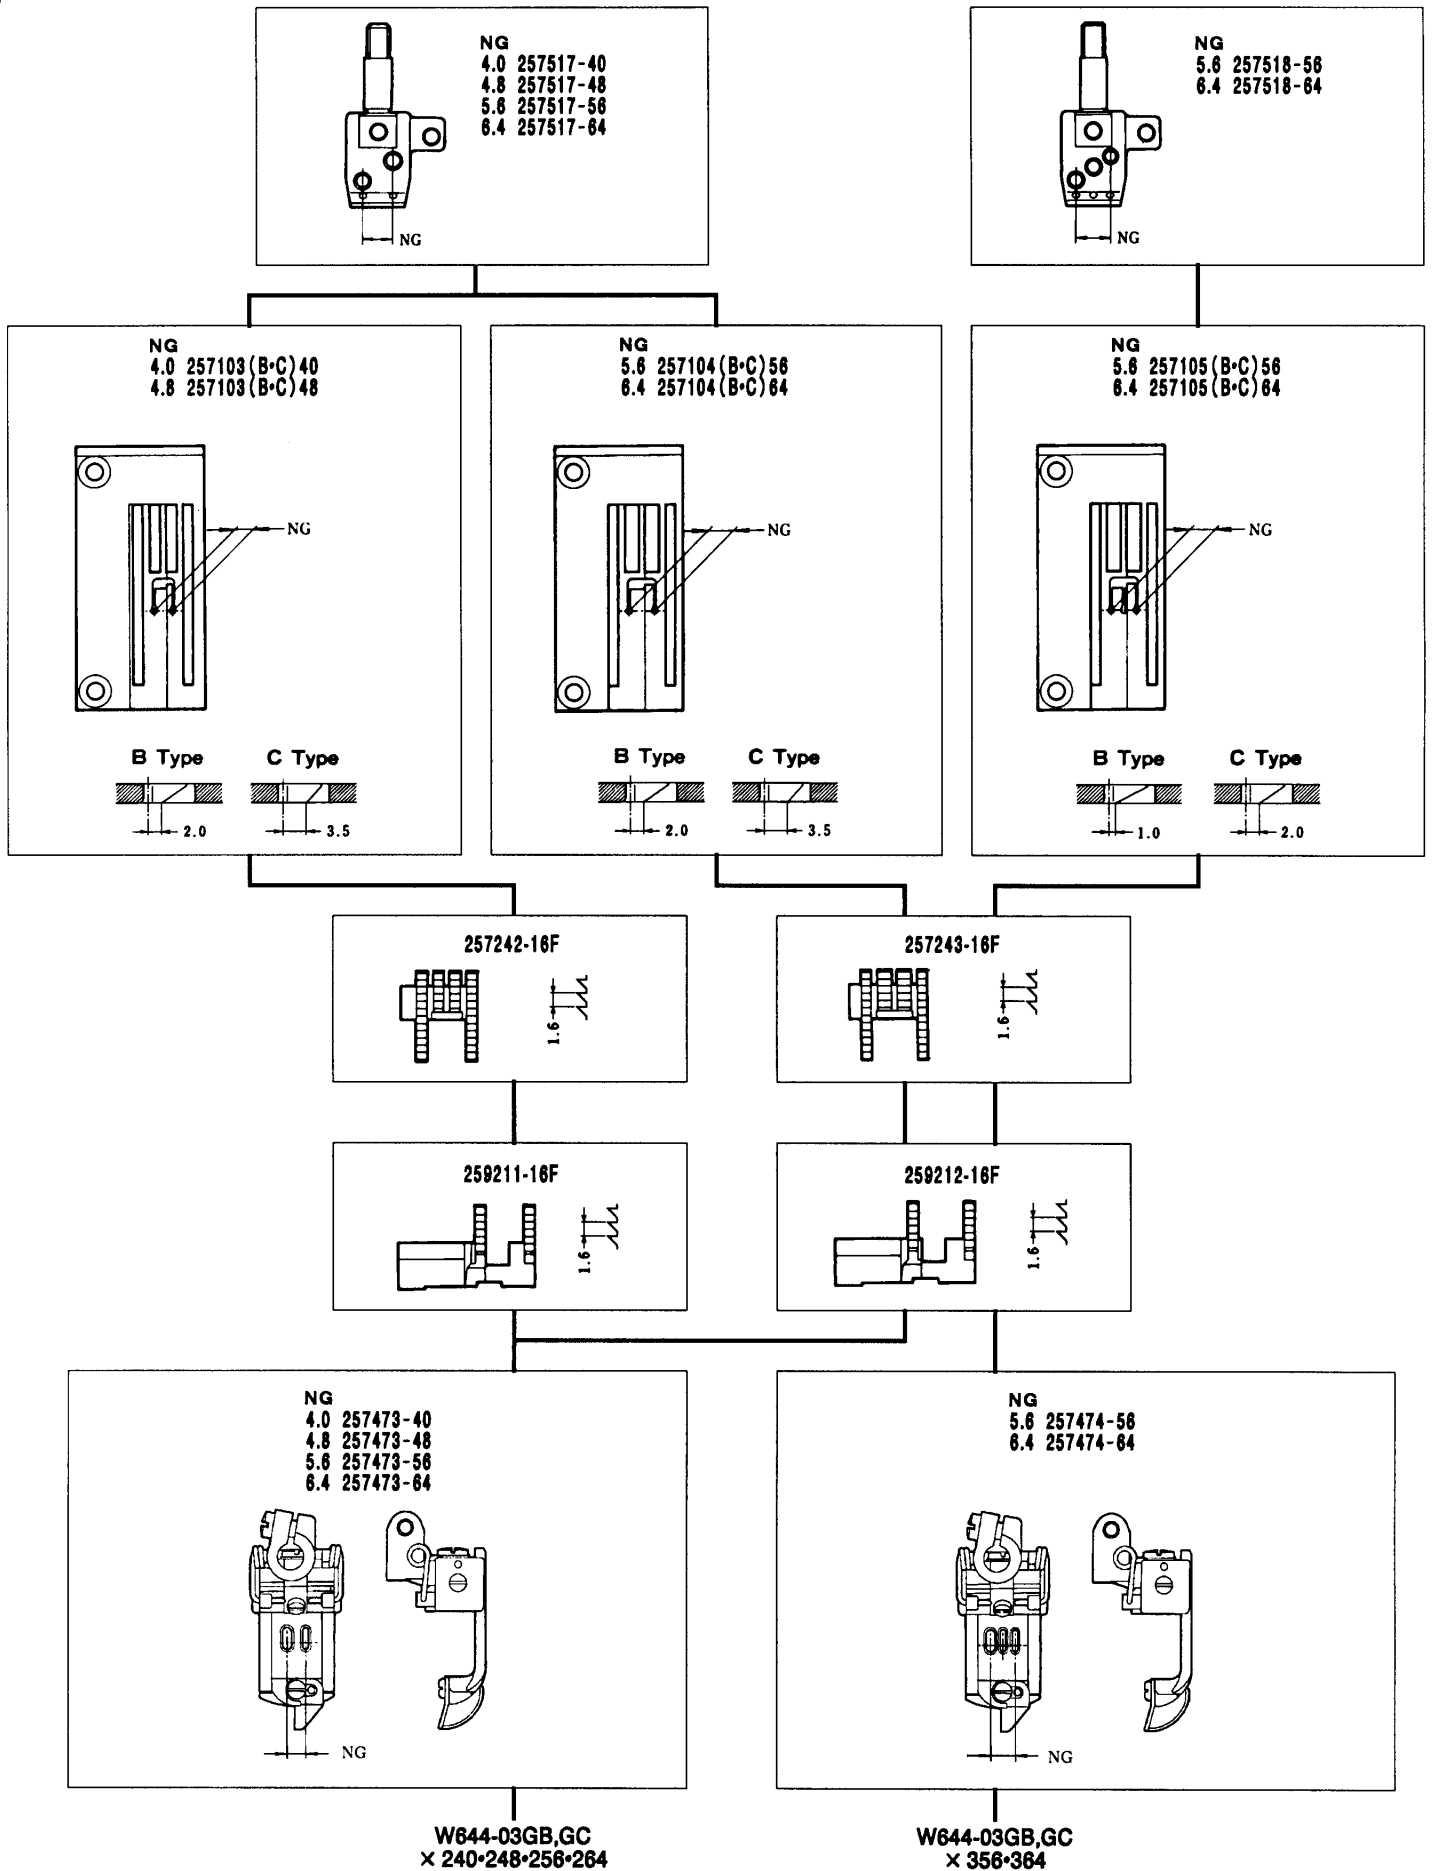 NG
4.0 257517-40
4.8 257517-48
5.6 257517-56
6.4 257517-64
NG
NG
5.6 257518-56
6.4 257518-64
NG
NG
4.0 257103(B•C)40
4.8 257103(B•C)48
NG
B Type
C Type
2.0
3.5
NG
5.6 257104(B•C)56
6.4 257104(B•C)64
NG
B Type
C Type
2.0
3.5
NG
5.6 257105(B•C)56
6.4 257105(B•C)64
NG
B Type
C Type
1.0
2.0
257242-16F
1.6
257243-16F
1.6
259211-16F
1.6
259212-16F
1.6
NG
4.0 257473-40
4.8 257473-48
5.6 257473-56
6.4 257473-64
NG
NG
5.6 257474-56
6.4 257474-64
NG
W644-03GB,GC
× 240•248•256•264
W644-03GB,GC
× 356•364